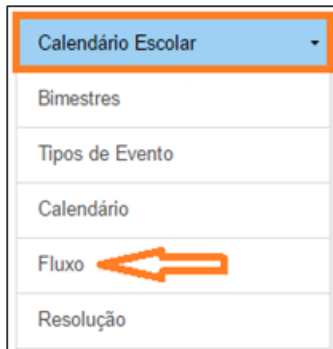 Calendário Escolar
Bimestres
Tipos de Evento
Calendário
Fluxo
Resolução